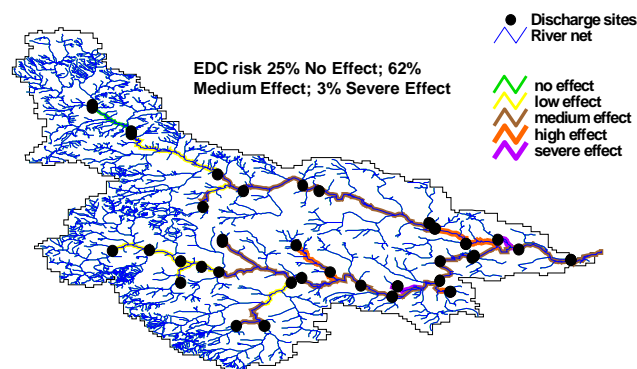 Discharge sites
River net
EDC risk 25% No Effect; 62%
Medium Effect; 3% Severe Effect
no effect
low effect
medium effect
high effect
severe effect